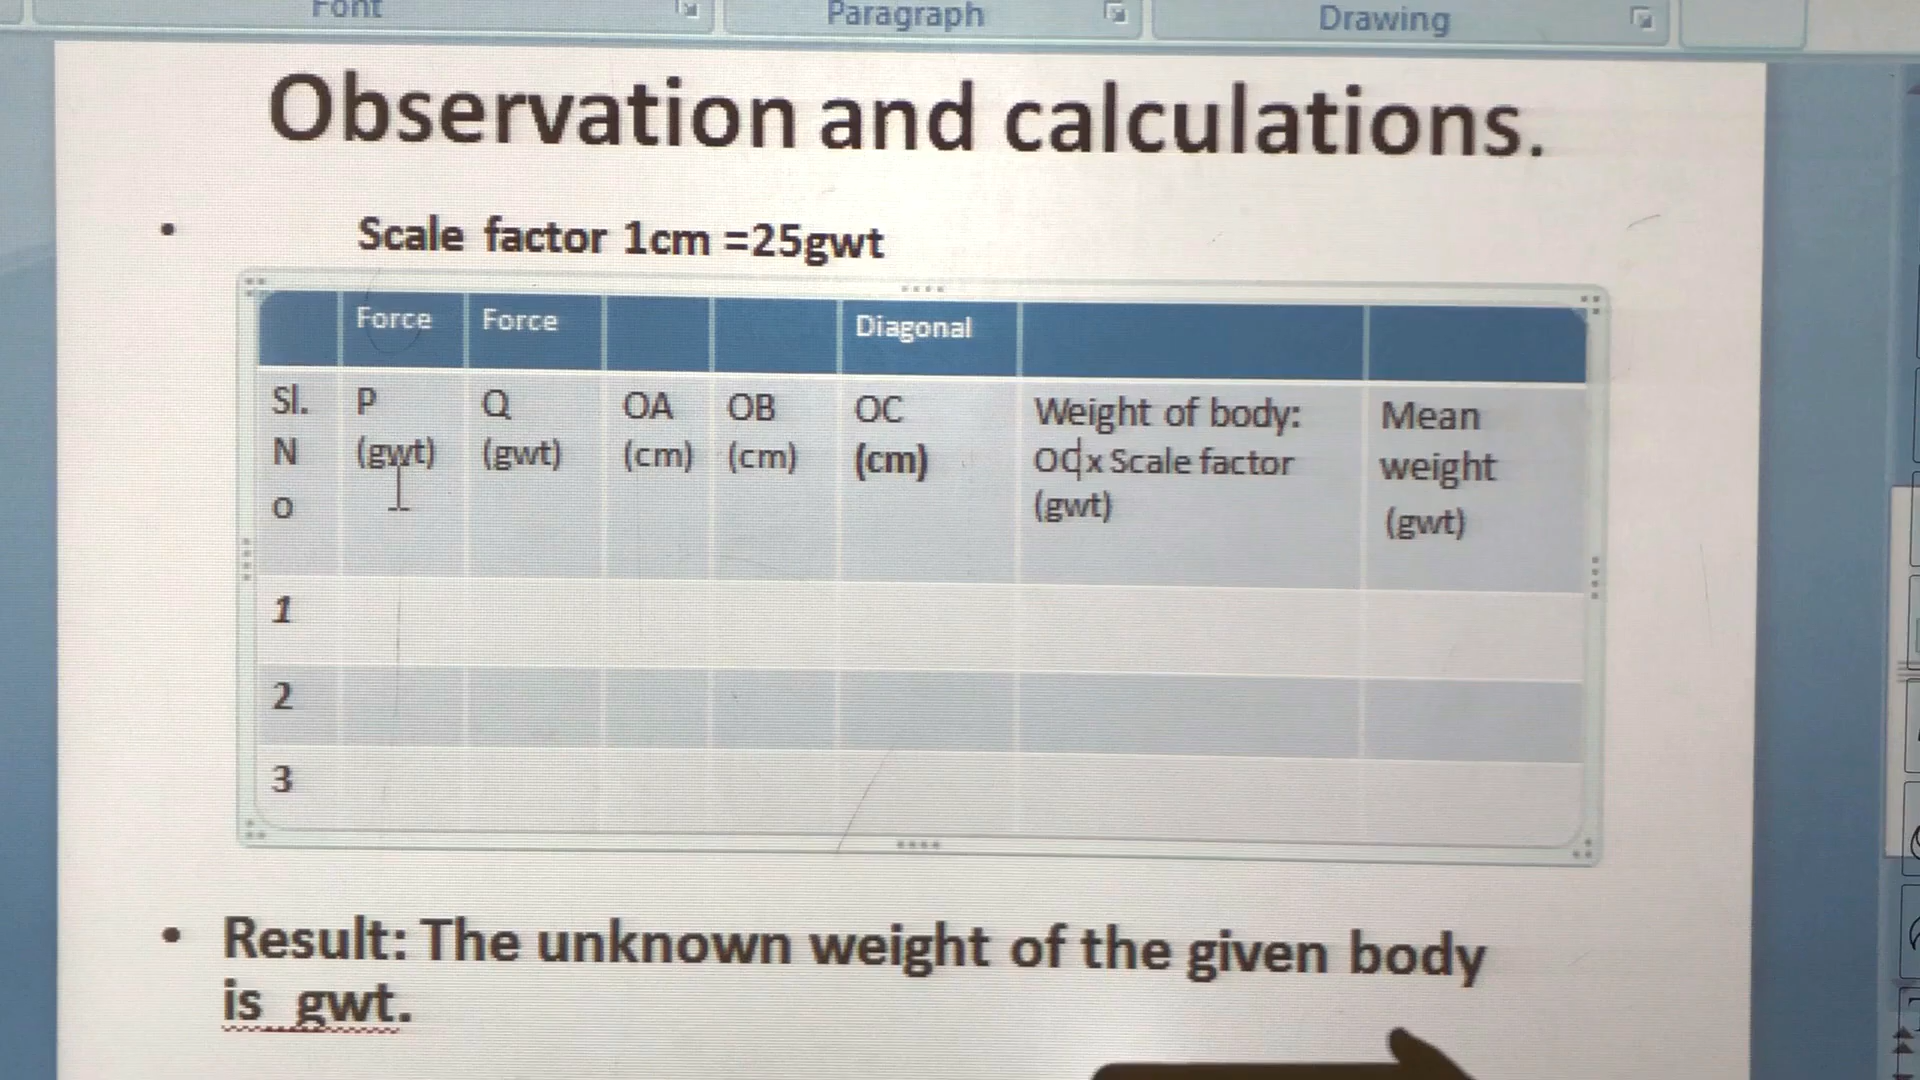 Font Paragraph Drawing
Observation and calculations.
• Scale factor 1cm =25gwt
Force Force Diagonal
Sl. P Q OA OB OC Weight of body: Mean
N (gwt) (gwt) (cm) (cm) (cm) OC x Scale factor weight
o (gwt) (gwt)
1
2
3
• Result: The unknown weight of the given body
is gwt.